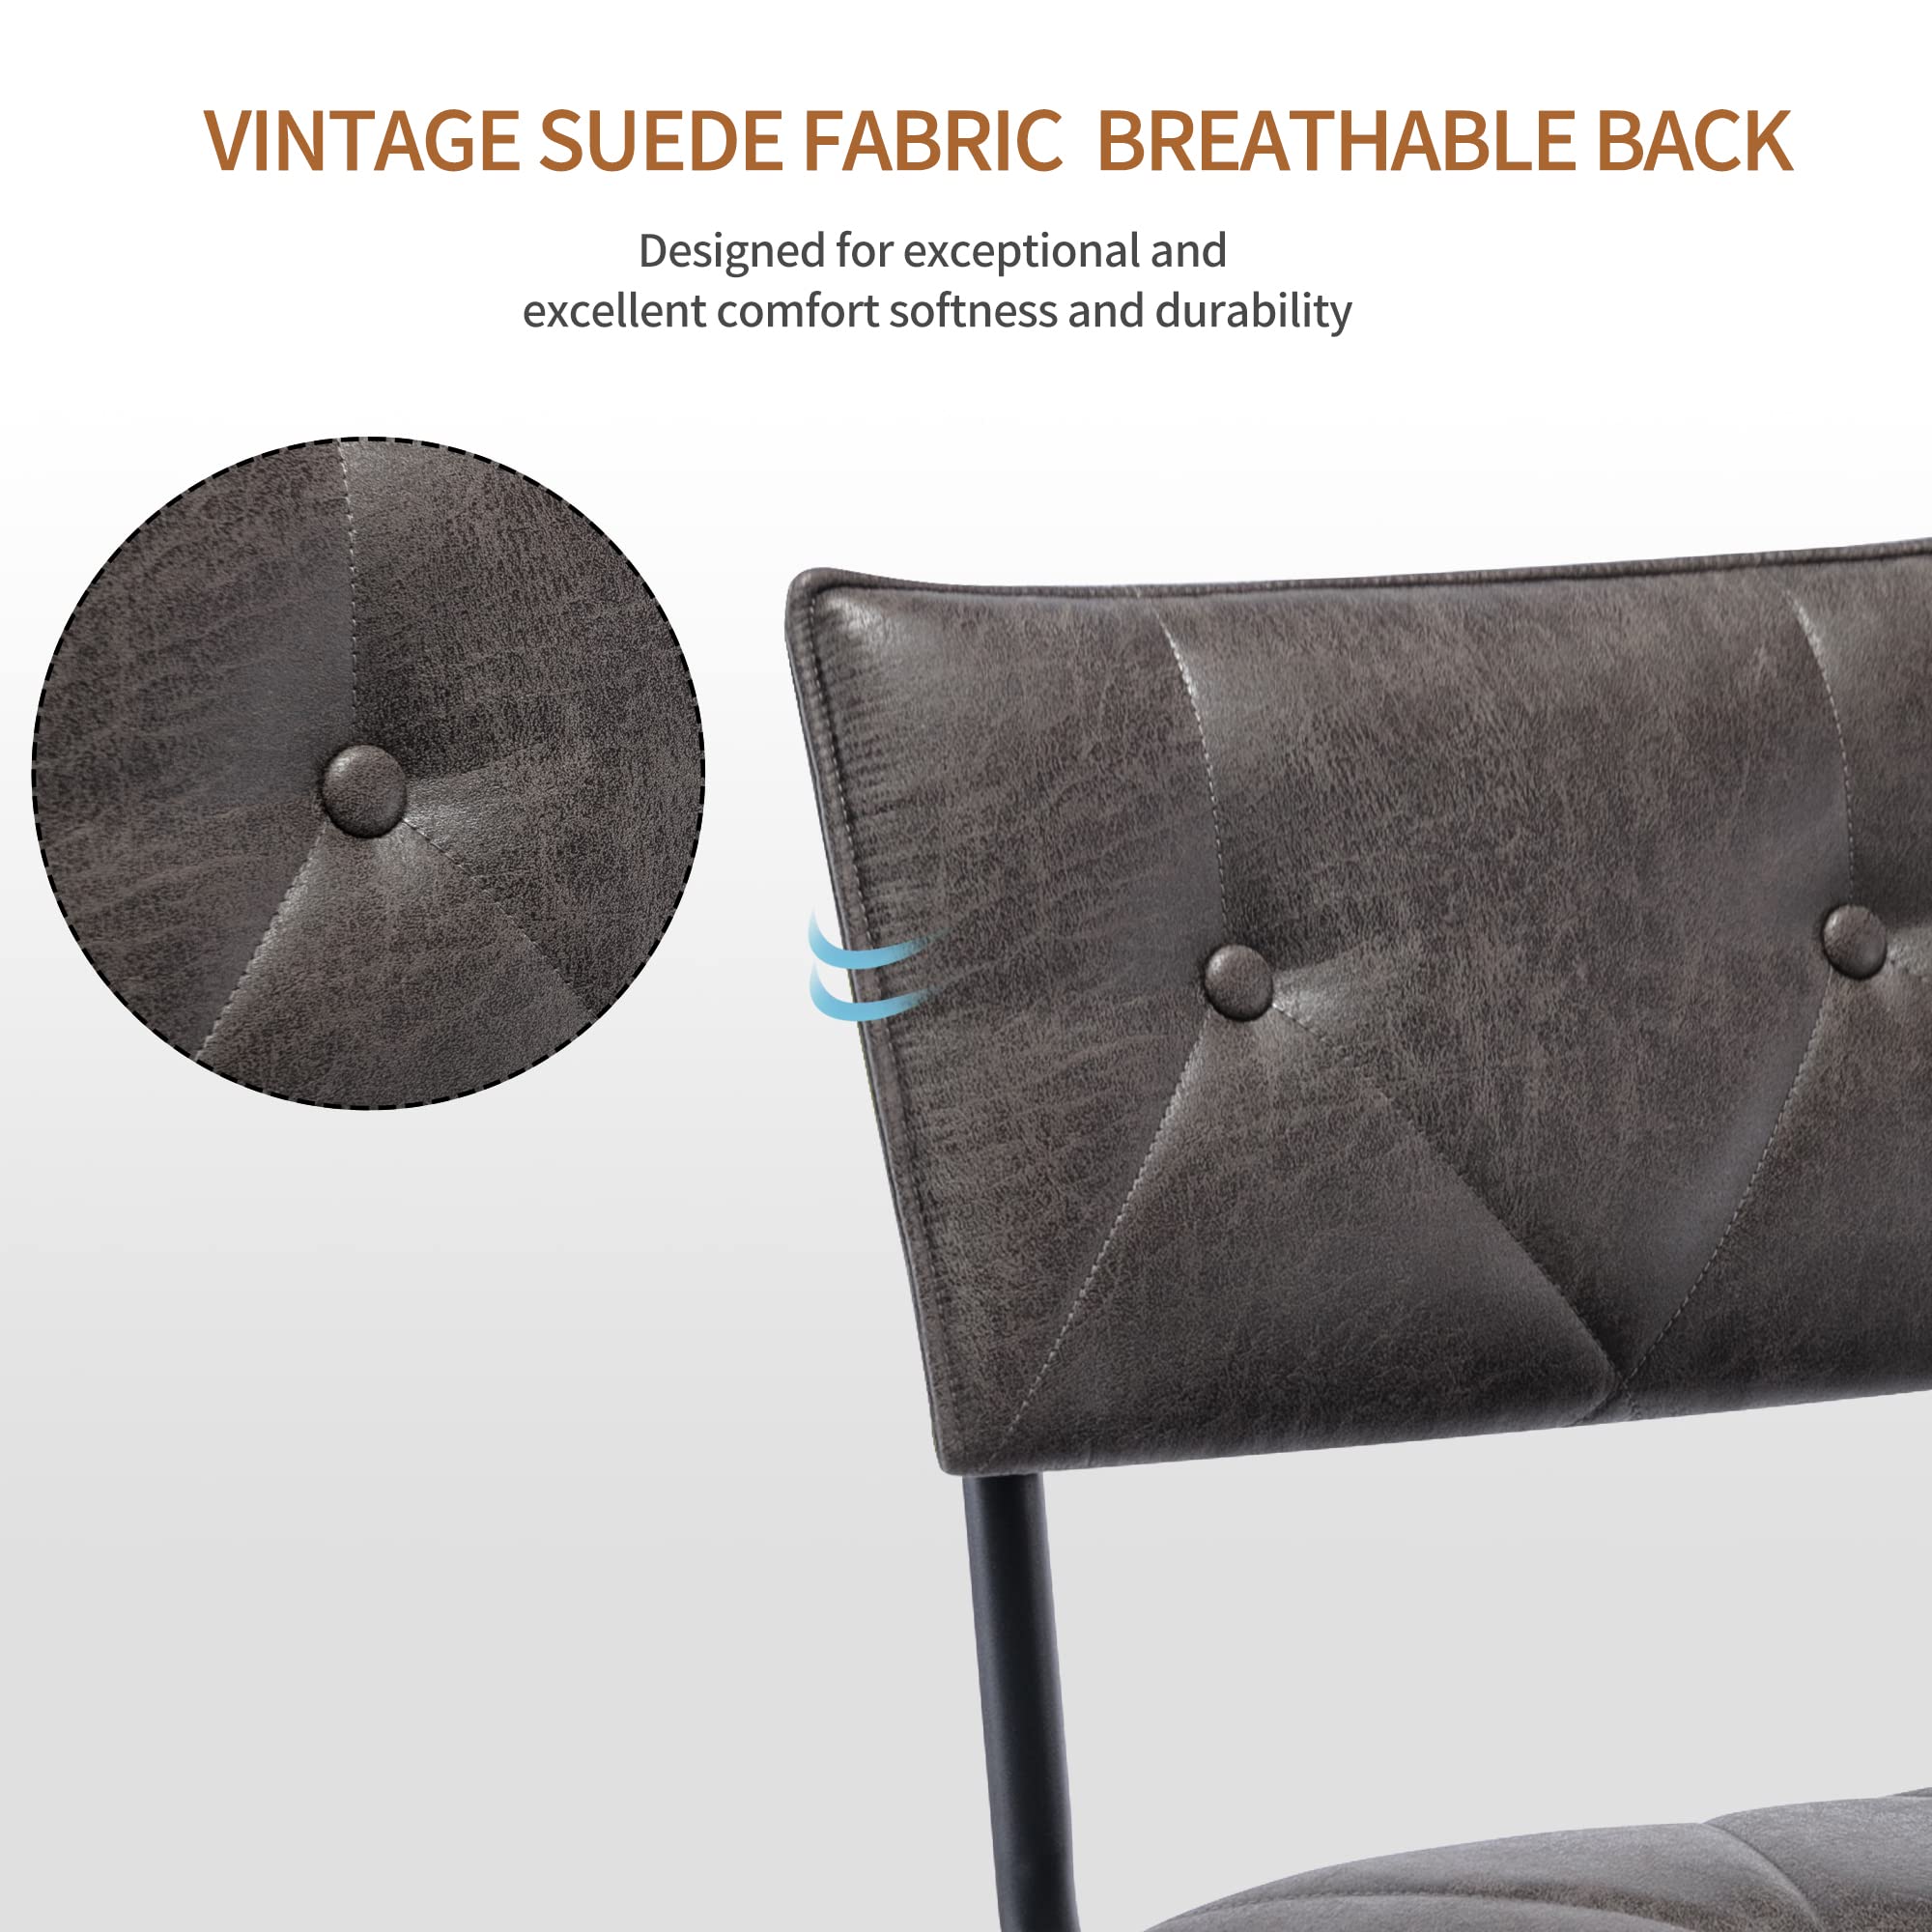 VINTAGE SUEDE FABRIC BREATHABLE BACK
Designed for exceptional and
excellent comfort softness and durability